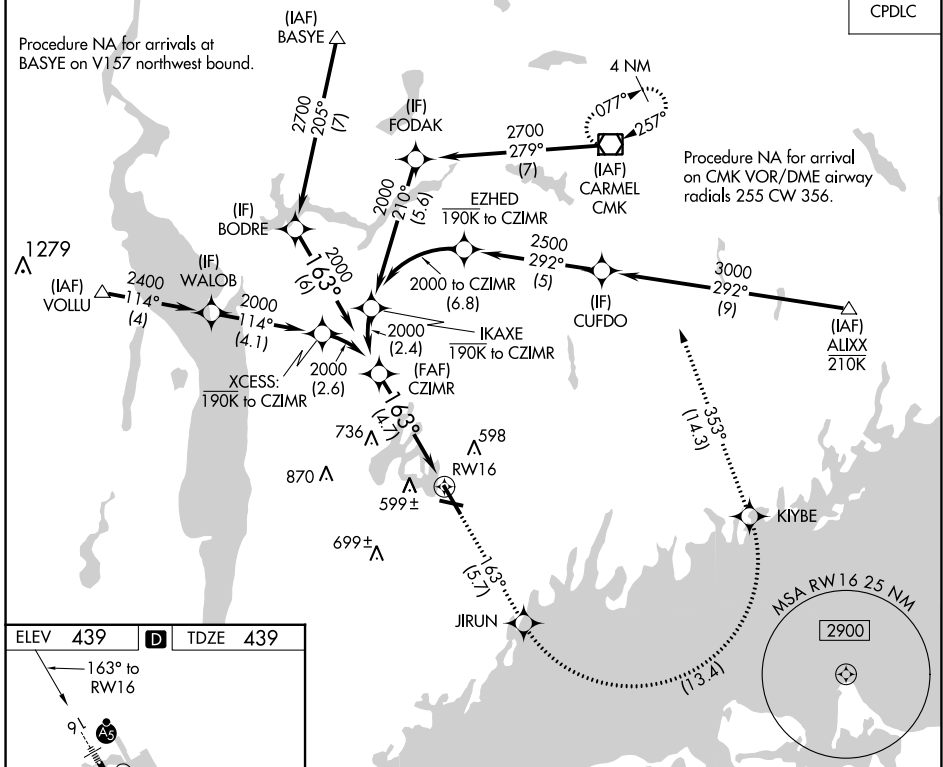 CPDLC
Procedure NA for arrivals at
BASYE on V157 northwest bound.
(IAF)
BASYE
2700
205°
(7)
(IF)
FODAK
2700
279°
(7)
4 NM
077°
257°
(IAF)
CARMEL
CMK
Procedure NA for arrival
on CMK VOR/DME airway
radials 255 CW 356.
2000
210°
(5.6)
EZHED
190K to CZIMR
(IF)
BODRE
2000
163°
(6)
2500
292°
(5)
2000 to CZIMR
(6.8)
(IF)
CUFDO
3000
292°
(9)
(IAF)
ALIXX
210K
1279
(IAF)
VOLLU
2400
114°
(4)
(IF)
WALOB
2000
114°
(4.1)
XCESS:
190K to CZIMR
2000
(2.6)
2000
(2.4)
IKAXE
190K to CZIMR
(FAF)
CZIMR
163°
(4.7)
736
598
870
RW16
599±
699±
163°
(5.7)
JIRUN
353°
(14.3)
KIYBE
(13.4)
MSA RW16 25 NM
2900
ELEV 439 D TDZE 439
163° to
RW16
9
A5